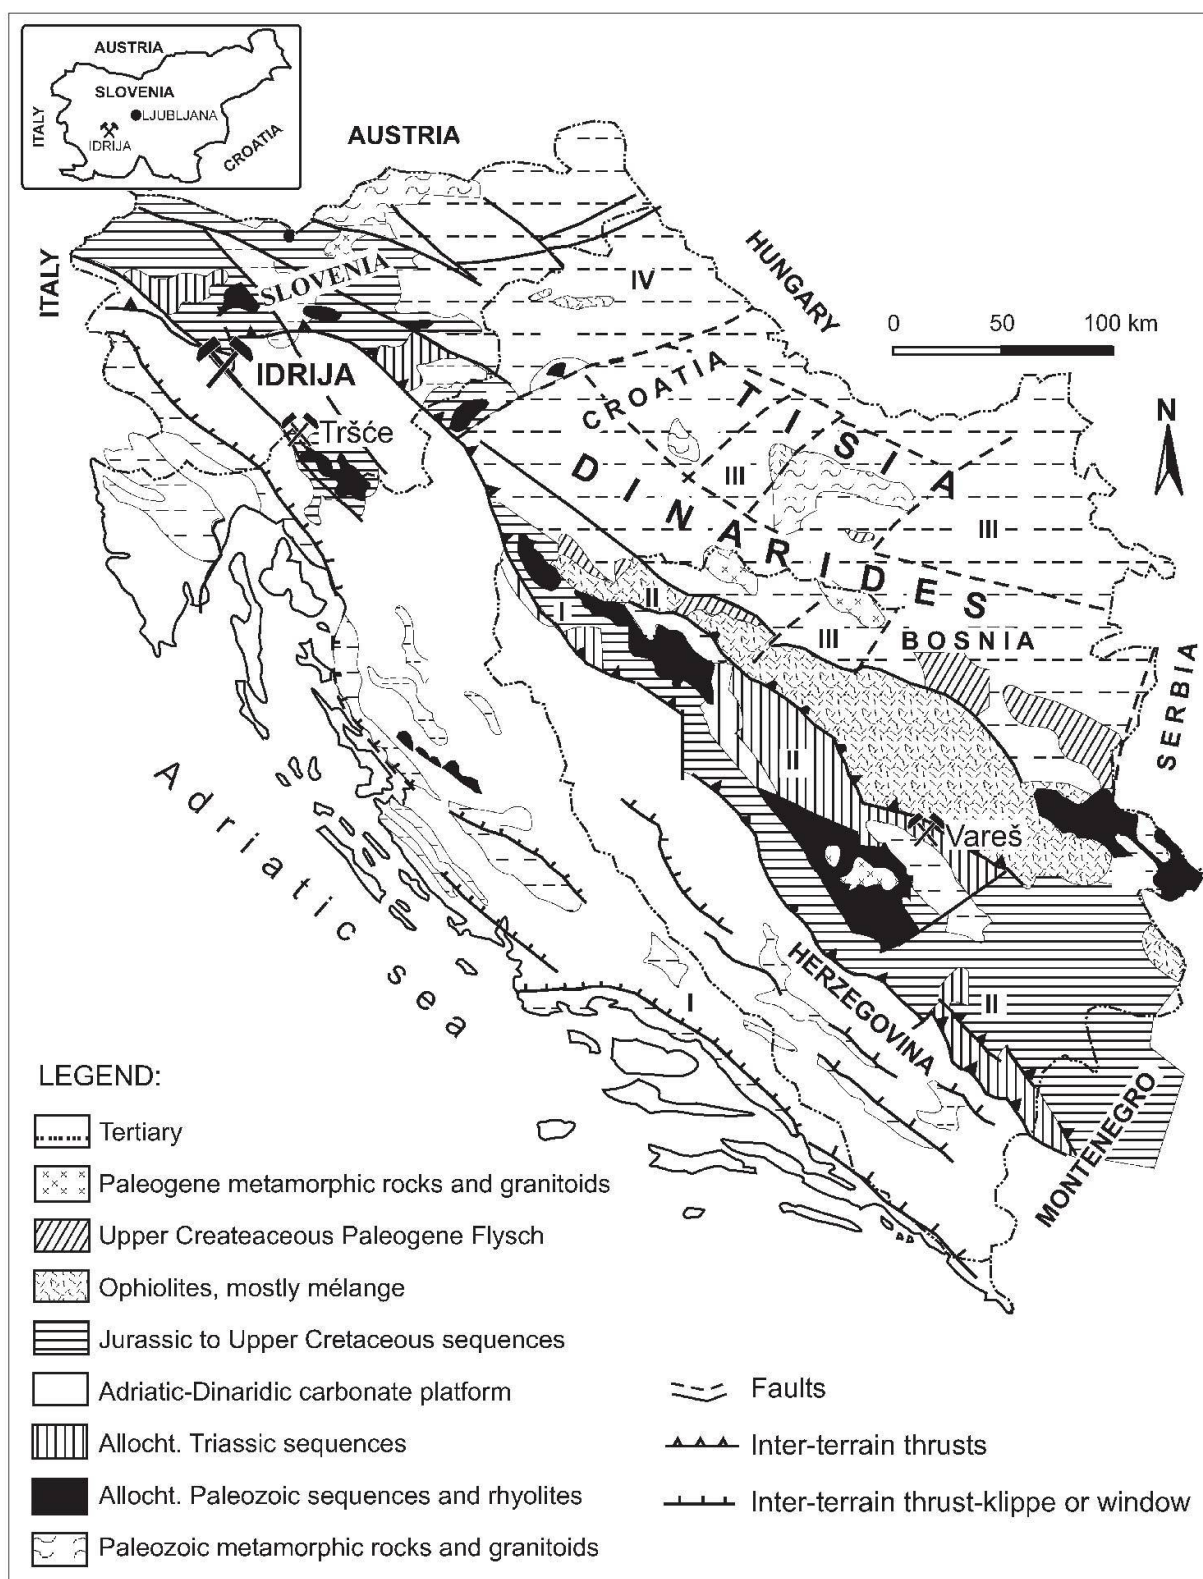 AUSTRIA
SLOVENIA
LJUBLJANA
IDRIJA
ITALY
CROATIA
AUSTRIA
HUNGARY
ITALY
SLOVENIA
IV
0 50 100 km
IDRIJA
CROATIA
TISIA
N
Tršće
III
DINARIDES
III
I
II
III
BOSNIA
SERBIA
II
Vareš
Adriatic sea
HERZEGOVINA
I
II
MONTENEGRO
LEGEND:
Tertiary
Paleogene metamorphic rocks and granitoids
Upper Createaceous Paleogene Flysch
Ophiolites, mostly mélange
Jurassic to Upper Cretaceous sequences
Adriatic-Dinaridic carbonate platform
Allocht. Triassic sequences
Allocht. Paleozoic sequences and rhyolites
Paleozoic metamorphic rocks and granitoids
Faults
Inter-terrain thrusts
Inter-terrain thrust-klippe or window